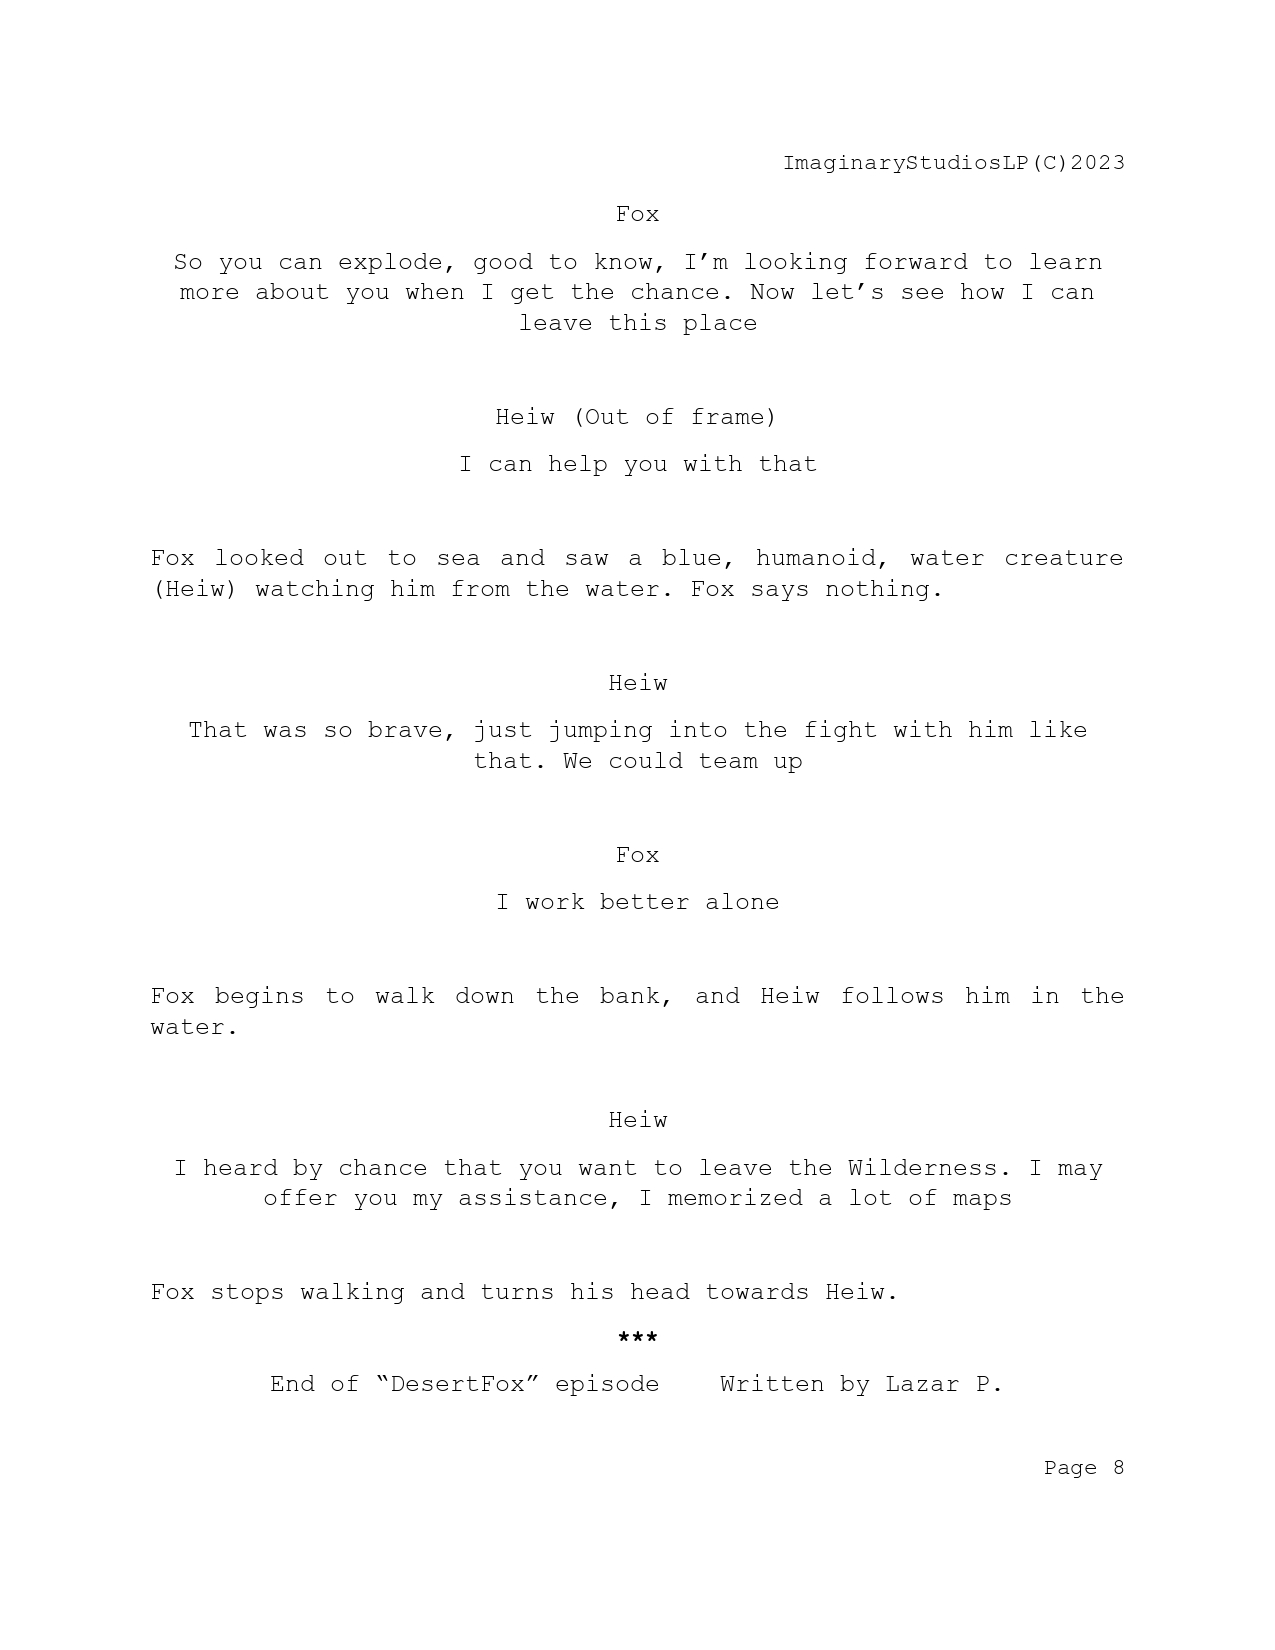 ImaginaryStudiosLP(C)2023
Fox
So you can explode, good to know, I’m looking forward to learn
more about you when I get the chance. Now let’s see how I can
leave this place
Heiw (Out of frame)
I can help you with that
Fox looked out to sea and saw a blue, humanoid, water creature
(Heiw) watching him from the water. Fox says nothing.
Heiw
That was so brave, just jumping into the fight with him like
that. We could team up
Fox
I work better alone
Fox begins to walk down the bank, and Heiw follows him in the
water.
Heiw
I heard by chance that you want to leave the Wilderness. I may
offer you my assistance, I memorized a lot of maps
Fox stops walking and turns his head towards Heiw.
***
End of “DesertFox” episode    Written by Lazar P.
Page 8